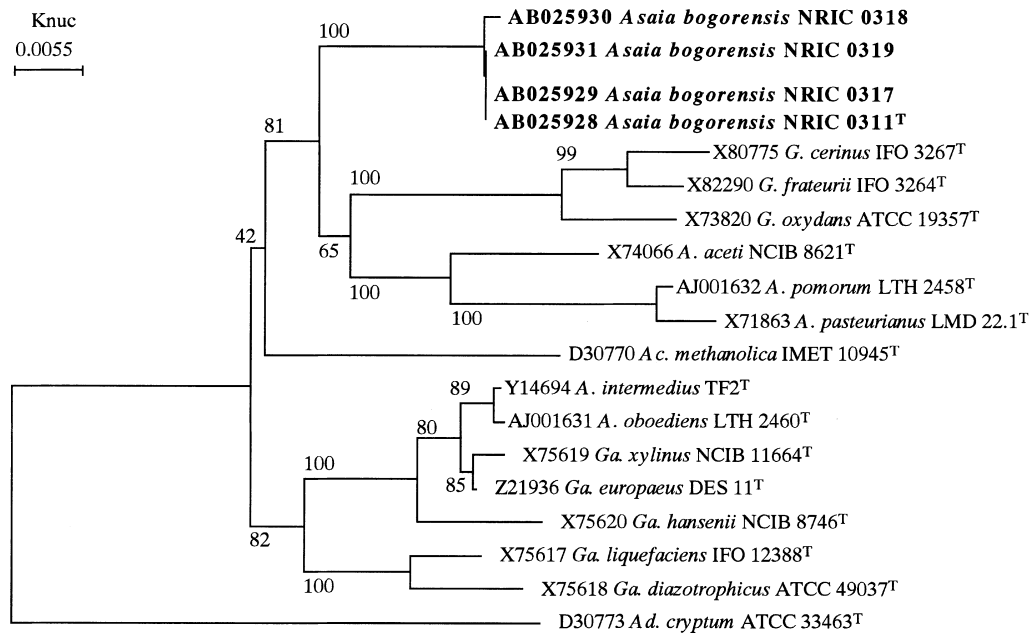 Knuc
0.0055
100
AB025930 Asaia bogorensis NRIC 0318
AB025931 Asaia bogorensis NRIC 0319
AB025929 Asaia bogorensis NRIC 0317
AB025928 Asaia bogorensis NRIC 0311ᵀ
81
99
X80775 G. cerinus IFO 3267ᵀ
100
X82290 G. frateurii IFO 3264ᵀ
X73820 G. oxydans ATCC 19357ᵀ
42
65
X74066 A. aceti NCIB 8621ᵀ
100
AJ001632 A. pomorum LTH 2458ᵀ
100
X71863 A. pasteurianus LMD 22.1ᵀ
D30770 Ac. methanolica IMET 10945ᵀ
89
Y14694 A. intermedius TF2ᵀ
AJ001631 A. oboediens LTH 2460ᵀ
80
X75619 Ga. xylinus NCIB 11664ᵀ
100
85
Z21936 Ga. europaeus DES 11ᵀ
X75620 Ga. hansenii NCIB 8746ᵀ
82
X75617 Ga. liquefaciens IFO 12388ᵀ
100
X75618 Ga. diazotrophicus ATCC 49037ᵀ
D30773 Ad. cryptum ATCC 33463ᵀ